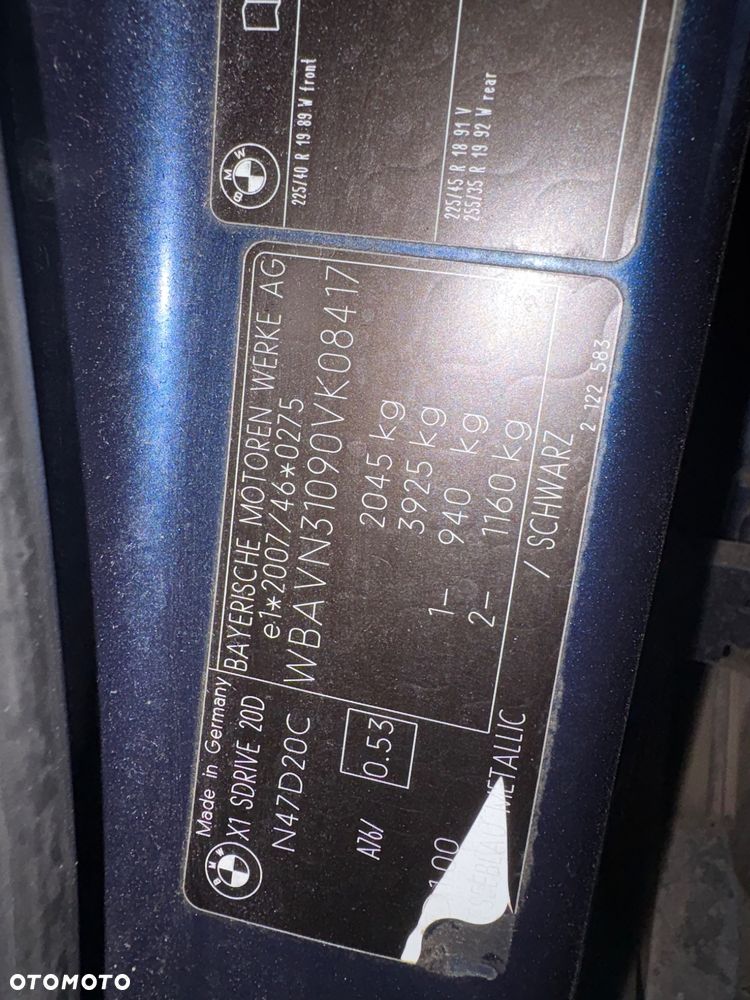 225/40 R 19 89 W front
225/45 R 18 91 V
255/35 R 19 92 W rear
BMW
Made in Germany
BAYERISCHE MOTOREN WERKE AG
BMW
X1 SDRIVE 20D
e1*2007/46*0275
N47D20C
WBAVN31090VK08417
2045 kg
3925 kg
A76/
0.53
1- 940 kg
2- 1160 kg
METALLIC / SCHWARZ
2 122 583
OTOMOTO